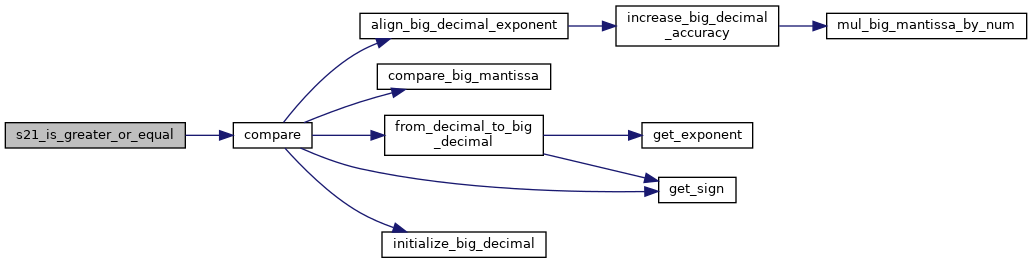 s21_is_greater_or_equal
compare
align_big_decimal_exponent
compare_big_mantissa
from_decimal_to_big
_decimal
initialize_big_decimal
increase_big_decimal
_accuracy
get_exponent
get_sign
mul_big_mantissa_by_num